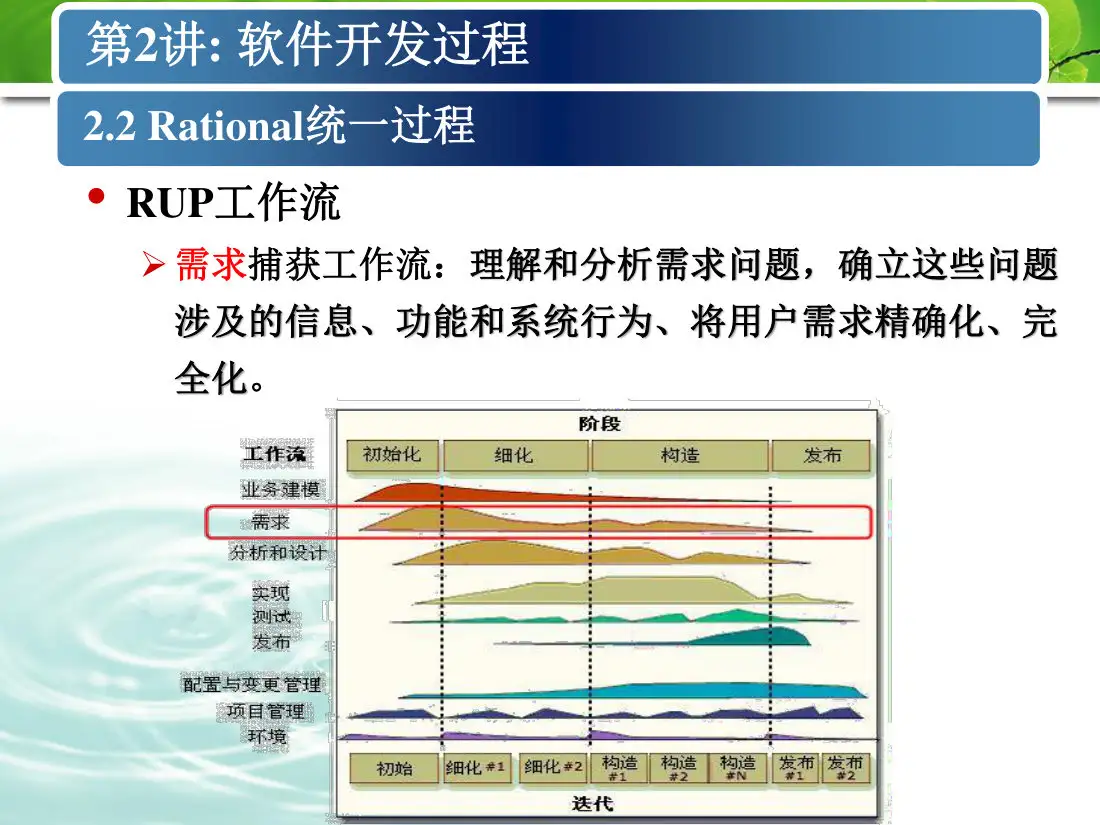 第2讲: 软件开发过程
2.2 Rational统一过程
• RUP工作流
➢ 需求捕获工作流：理解和分析需求问题，确立这些问题
涉及的信息、功能和系统行为、将用户需求精确化、完
全化。
阶段
工作流 初始化 细化 构造 发布
业务建模
需求
分析和设计
实现
测试
发布
配置与变更管理
项目管理
环境
初始 细化 #1 细化 #2 构造 #1 构造 #2 构造 #N 发布 #1 发布 #2
迭代